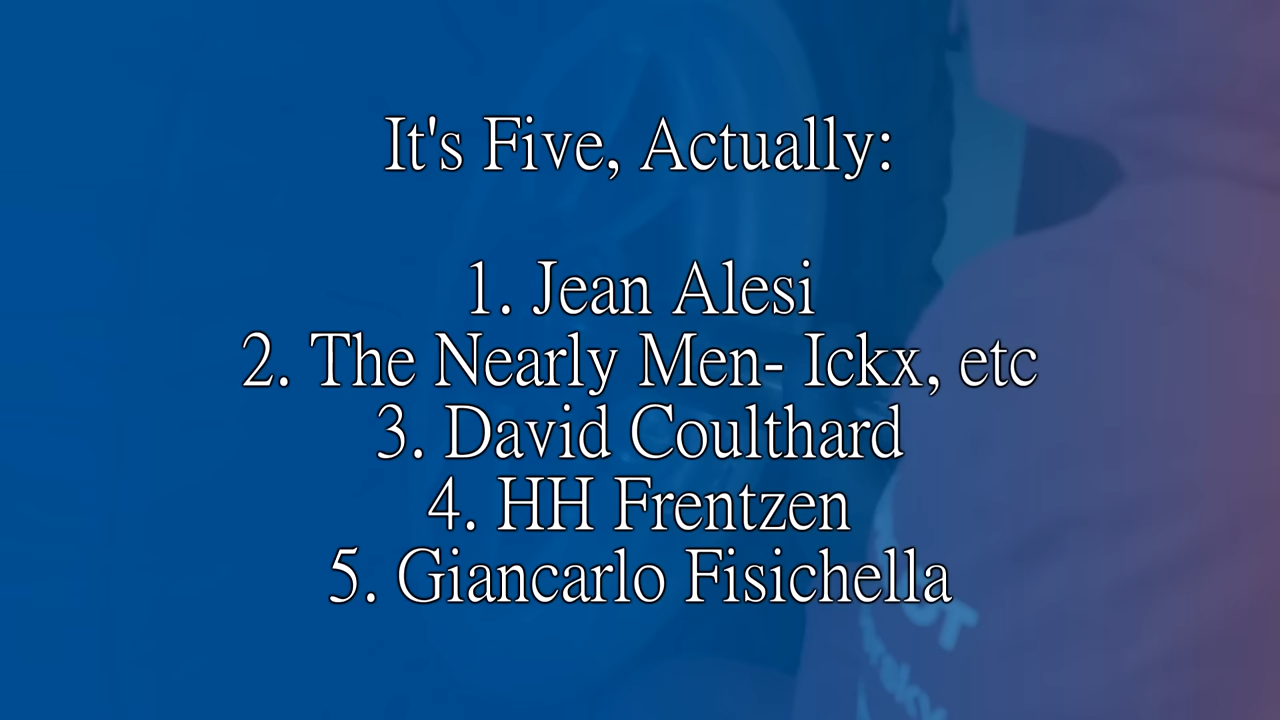 It's Five, Actually:
1. Jean Alesi
2. The Nearly Men- Ickx, etc
3. David Coulthard
4. HH Frentzen
5. Giancarlo Fisichella